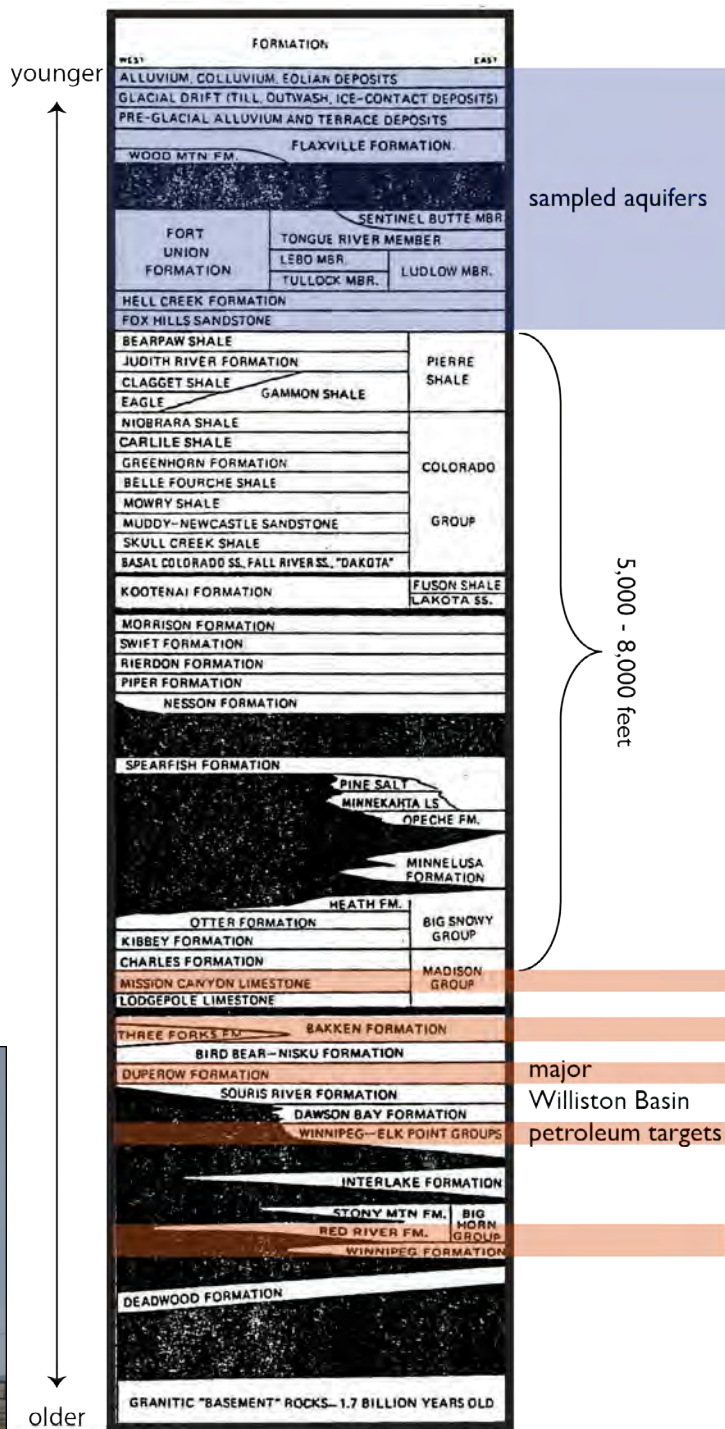 FORMATION
WEST EAST
younger
ALLUVIUM, COLLUVIUM, EOLIAN DEPOSITS
GLACIAL DRIFT (TILL, OUTWASH, ICE-CONTACT DEPOSITS)
PRE-GLACIAL ALLUVIUM AND TERRACE DEPOSITS
FLAXVILLE FORMATION
WOOD MTN FM.
sampled aquifers
SENTINEL BUTTE MBR.
FORT
UNION
FORMATION
TONGUE RIVER MEMBER
LEBO MBR.
TULLOCK MBR.
LUDLOW MBR.
HELL CREEK FORMATION
FOX HILLS SANDSTONE
BEARPAW SHALE
JUDITH RIVER FORMATION
PIERRE
SHALE
CLAGGET SHALE
GAMMON SHALE
EAGLE
NIOBRARA SHALE
CARLILE SHALE
GREENHORN FORMATION
COLORADO
BELLE FOURCHE SHALE
MOWRY SHALE
MUDDY-NEWCASTLE SANDSTONE
GROUP
SKULL CREEK SHALE
BASAL COLORADO SS., FALL RIVER SS., "DAKOTA"
KOOTENAI FORMATION
FUSON SHALE
LAKOTA SS.
5,000 - 8,000 feet
MORRISON FORMATION
SWIFT FORMATION
RIERDON FORMATION
PIPER FORMATION
NESSON FORMATION
SPEARFISH FORMATION
PINE SALT
MINNEKAHTA LS
OPECHE FM.
MINNELUSA
FORMATION
HEATH FM.
OTTER FORMATION
BIG SNOWY
GROUP
KIBBEY FORMATION
CHARLES FORMATION
MADISON
GROUP
MISSION CANYON LIMESTONE
LODGEPOLE LIMESTONE
BAKKEN FORMATION
THREE FORKS FM.
BIRD BEAR-NISKU FORMATION
DUPEROW FORMATION
major
Williston Basin
petroleum targets
SOURIS RIVER FORMATION
DAWSON BAY FORMATION
WINNIPEG-ELK POINT GROUPS
INTERLAKE FORMATION
STONY MTN FM.
BIG
HORN
GROUP
RED RIVER FM.
WINNIPEG FORMATION
DEADWOOD FORMATION
GRANITIC "BASEMENT" ROCKS-1.7 BILLION YEARS OLD
older